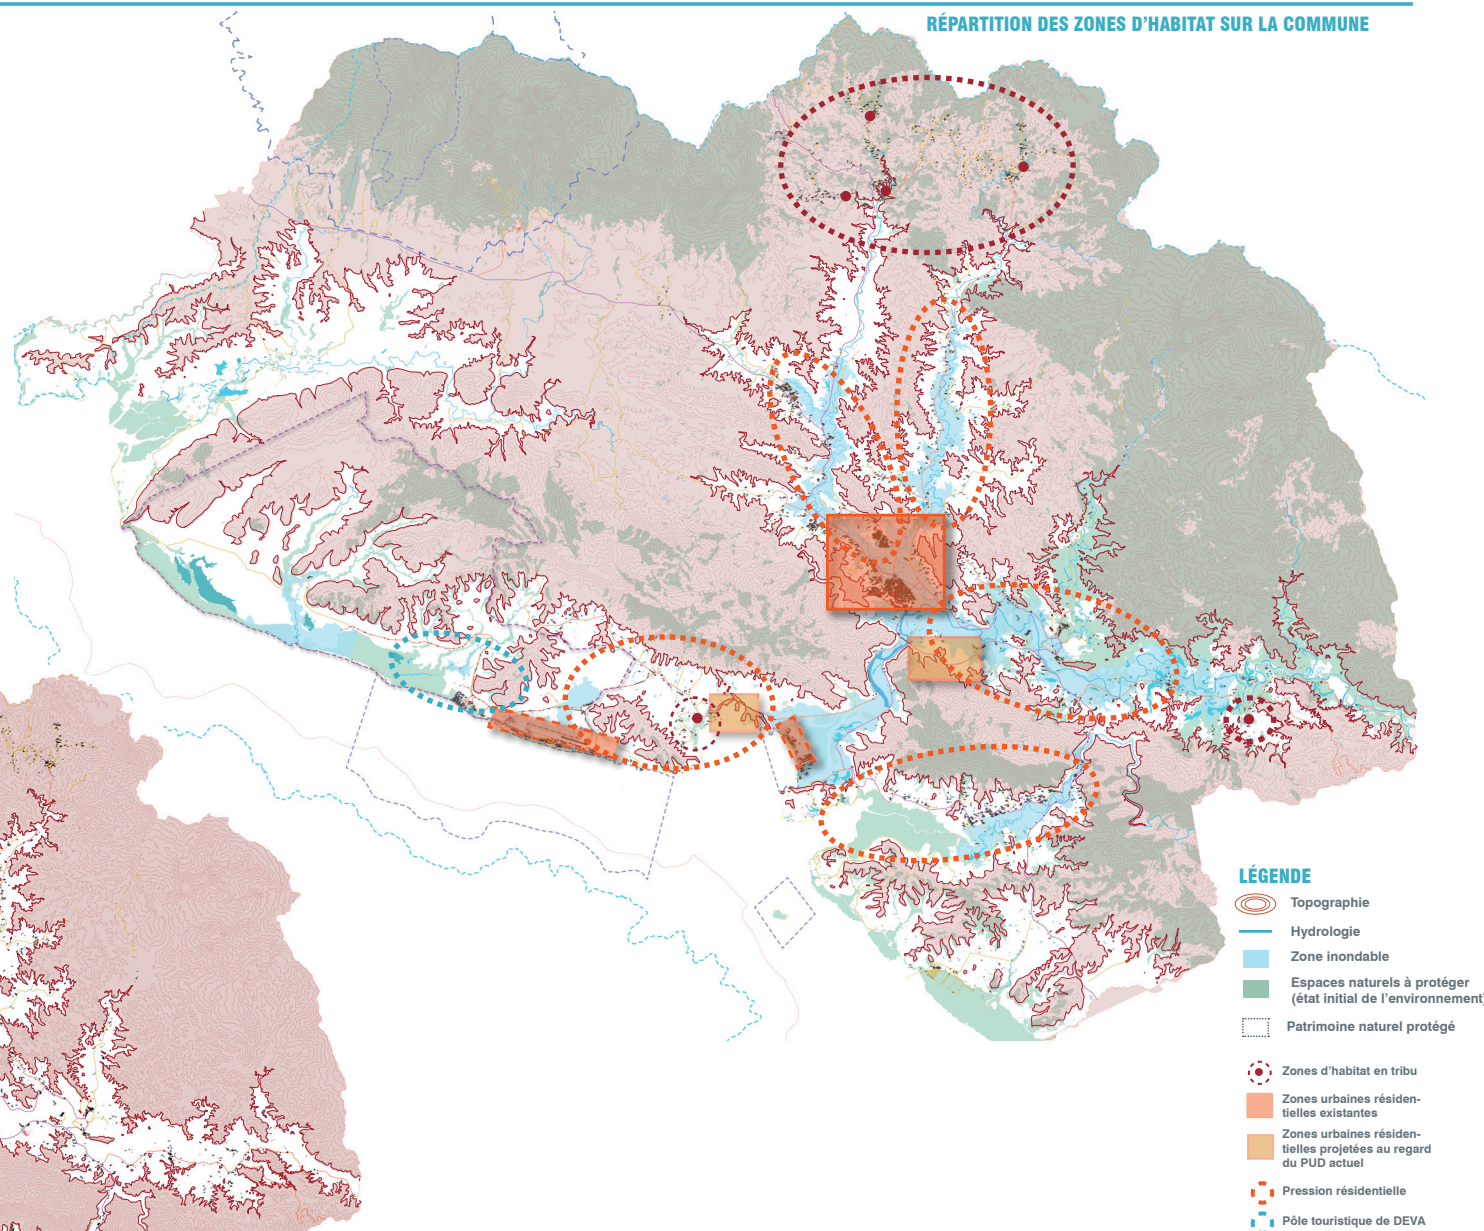 RÉPARTITION DES ZONES D'HABITAT SUR LA COMMUNE
LÉGENDE
Topographie
Hydrologie
Zone inondable
Espaces naturels à protéger
(état initial de l'environnement)
Patrimoine naturel protégé
Zones d'habitat en tribu
Zones urbaines résiden-
tielles existantes
Zones urbaines résiden-
tielles projetées au regard
du PUD actuel
Pression résidentielle
Pôle touristique de DEVA